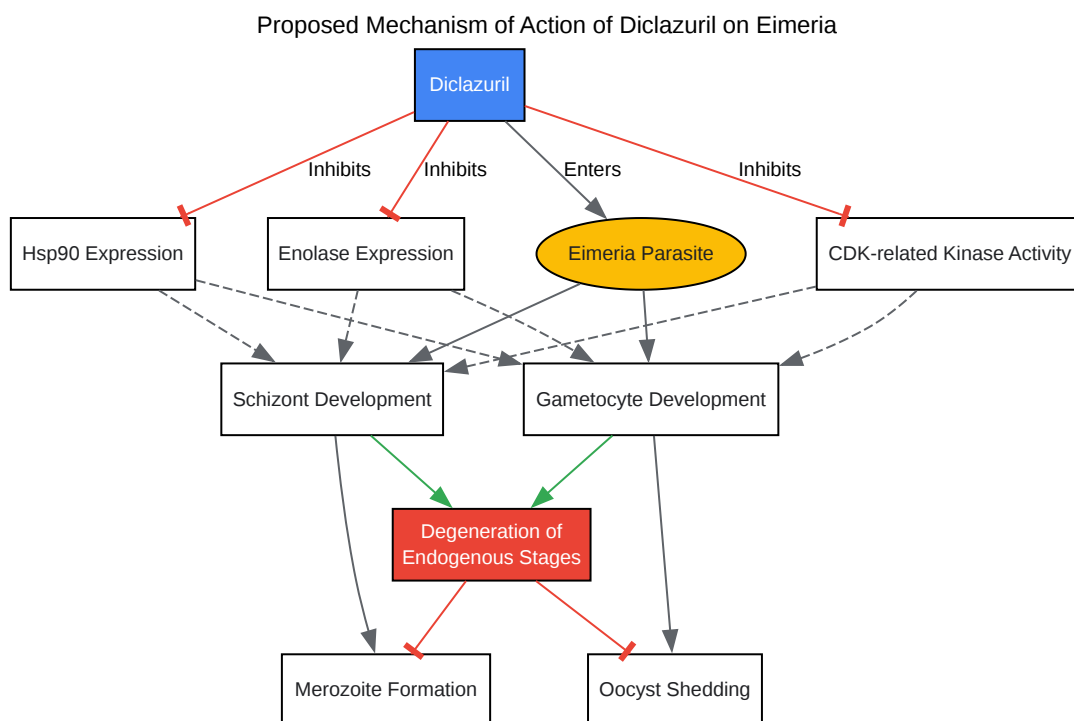 Proposed Mechanism of Action of Diclazuril on Eimeria
Diclazuril
Inhibits
Inhibits
Enters
Inhibits
Hsp90 Expression
Enolase Expression
Eimeria Parasite
CDK-related Kinase Activity
Schizont Development
Gametocyte Development
Degeneration of
Endogenous Stages
Merozoite Formation
Oocyst Shedding